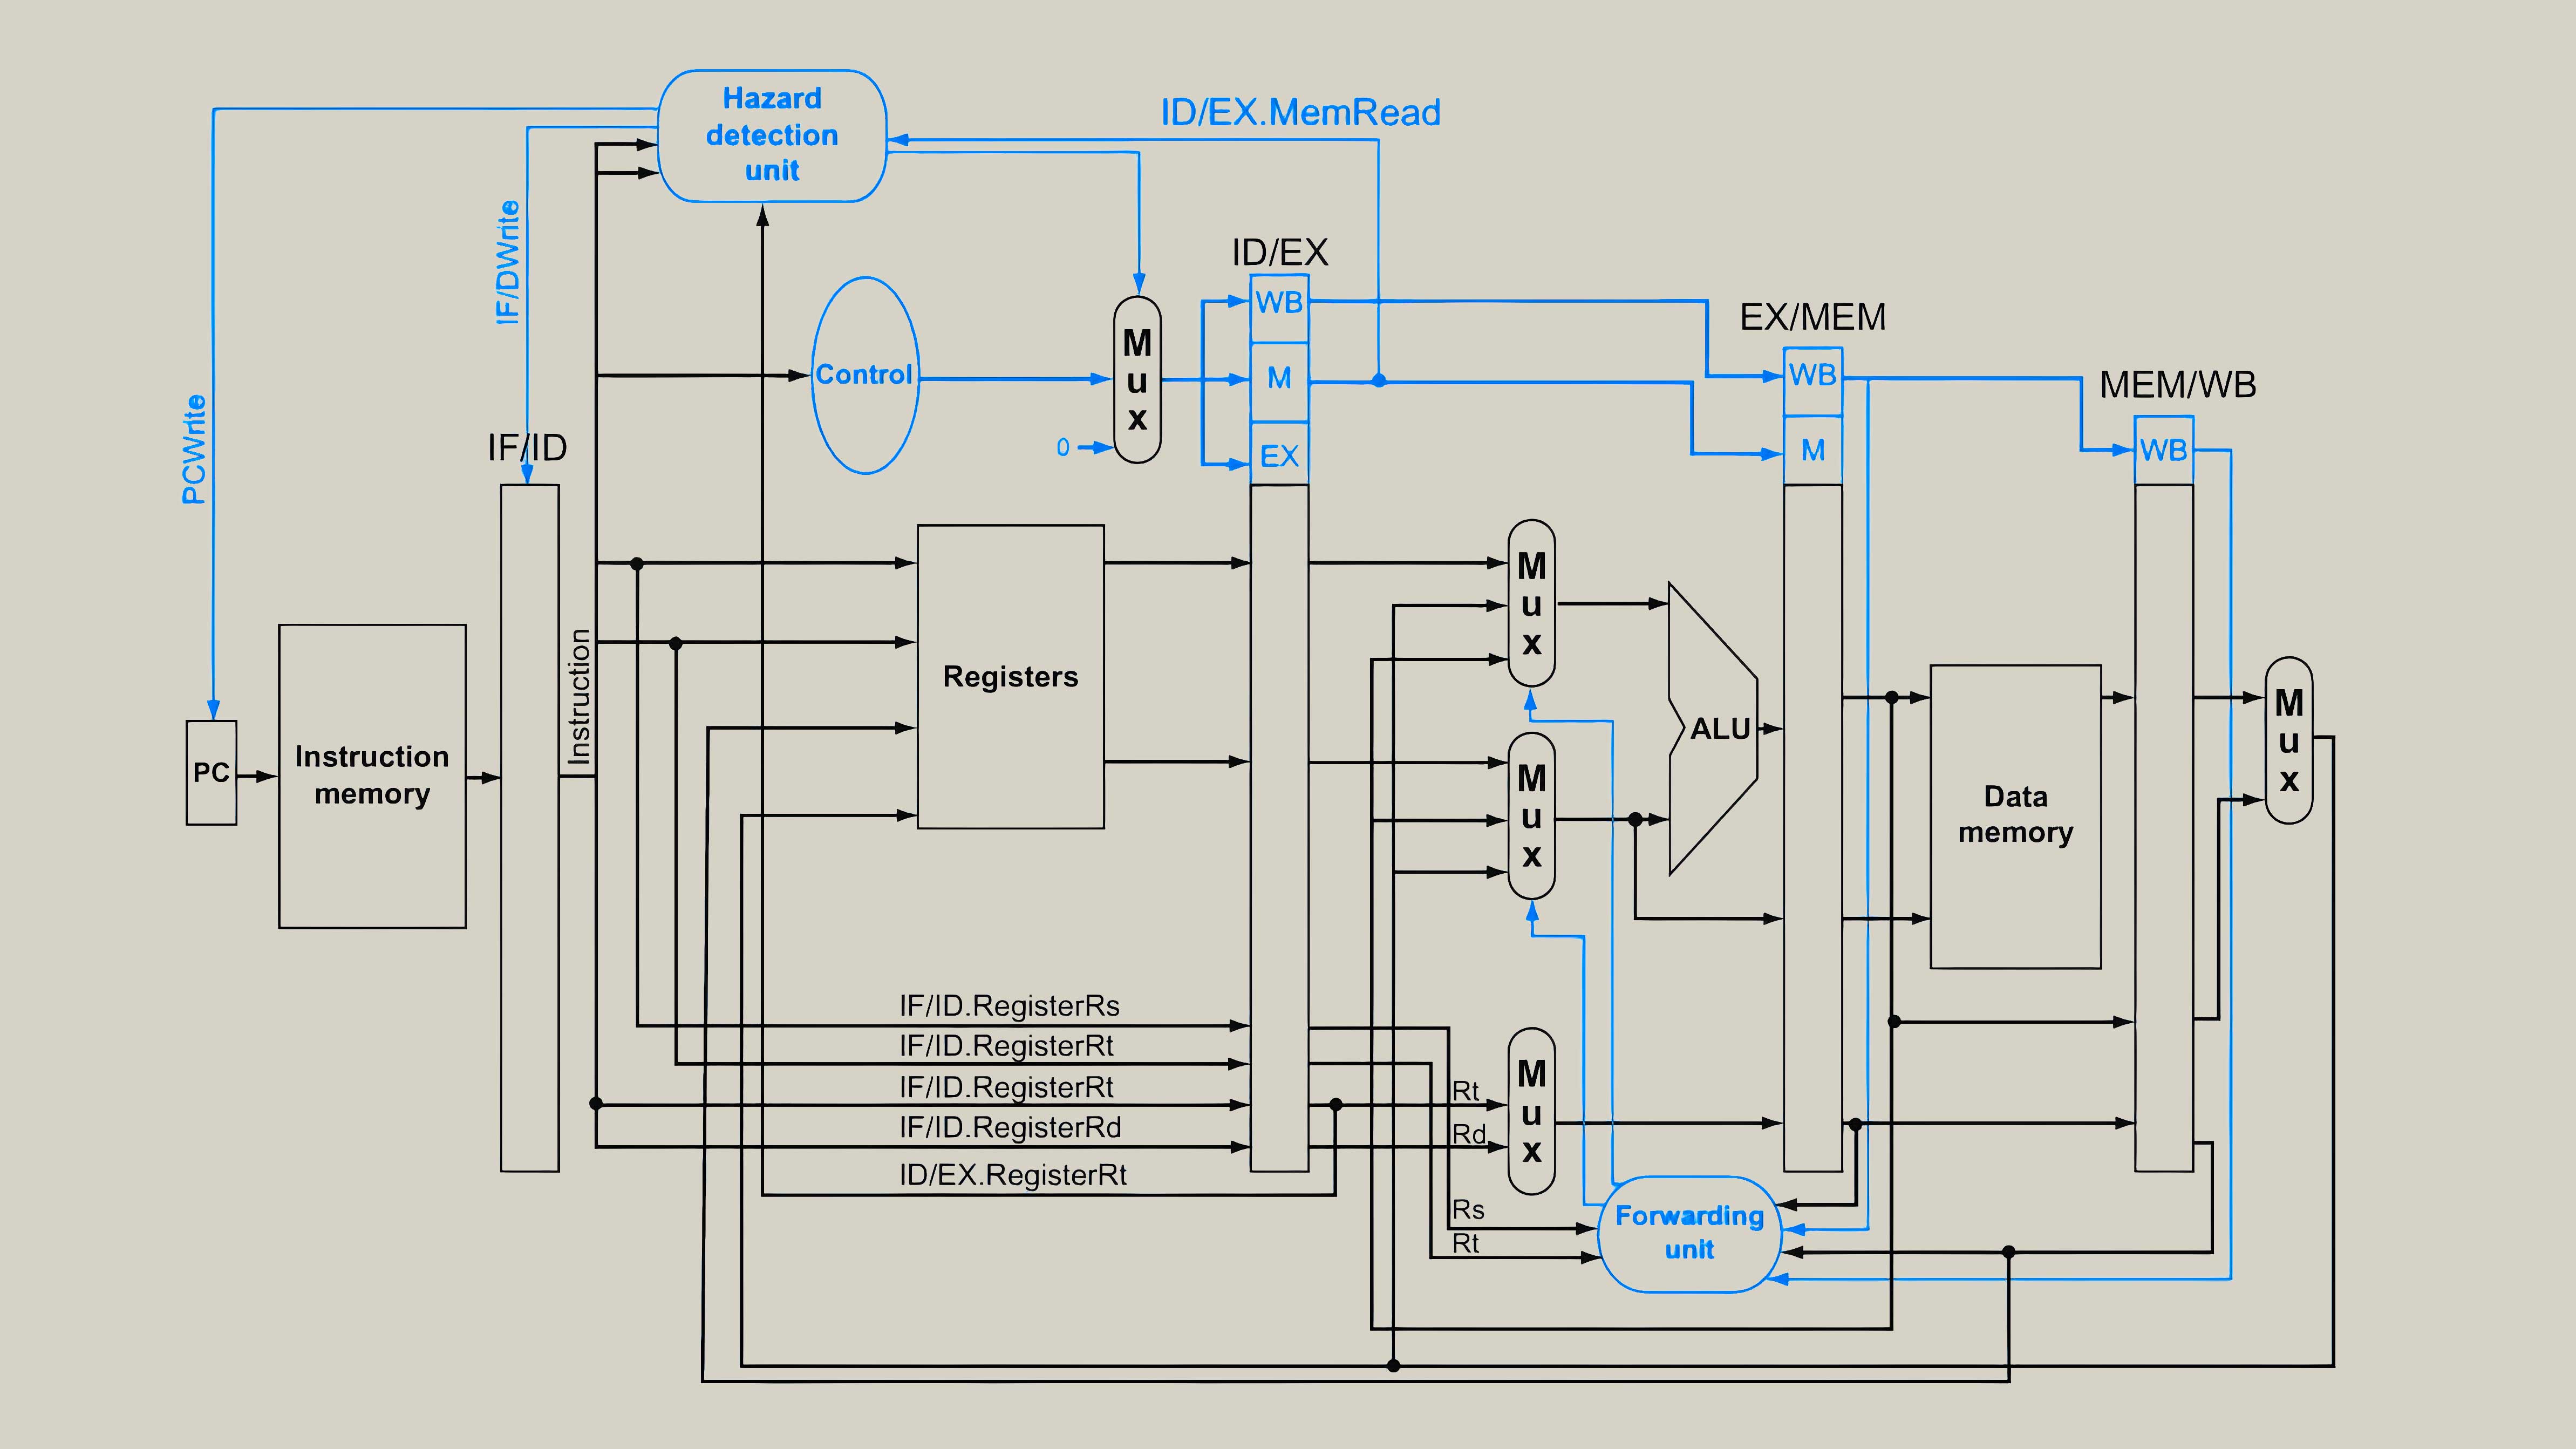 Hazard
detection
unit
ID/EX.MemRead
IF/DWrite
PCWrite
ID/EX
WB
M
EX
EX/MEM
WB
M
MEM/WB
WB
Control
M
u
x
0
IF/ID
Instruction
PC
Instruction
memory
Registers
M
u
x
M
u
x
ALU
Data
memory
M
u
x
IF/ID.RegisterRs
IF/ID.RegisterRt
IF/ID.RegisterRt
IF/ID.RegisterRd
ID/EX.RegisterRt
Rt
Rd
M
u
x
Rs
Rt
Forwarding
unit